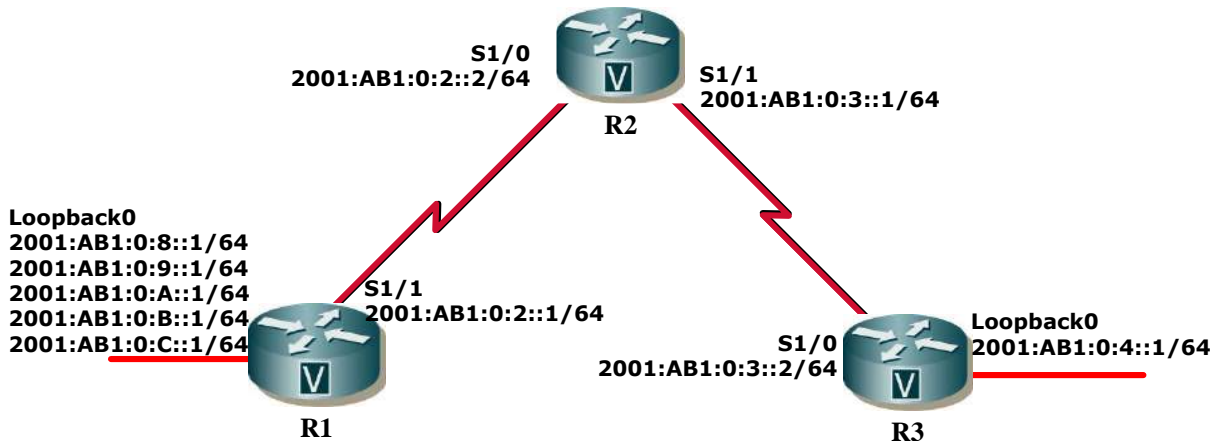 S1/0
2001:AB1:0:2::2/64
V
S1/1
2001:AB1:0:3::1/64
R2
Loopback0
2001:AB1:0:8::1/64
2001:AB1:0:9::1/64
2001:AB1:0:A::1/64
2001:AB1:0:B::1/64
2001:AB1:0:C::1/64
S1/1
2001:AB1:0:2::1/64
V
R1
S1/0
2001:AB1:0:3::2/64
V
Loopback0
2001:AB1:0:4::1/64
R3